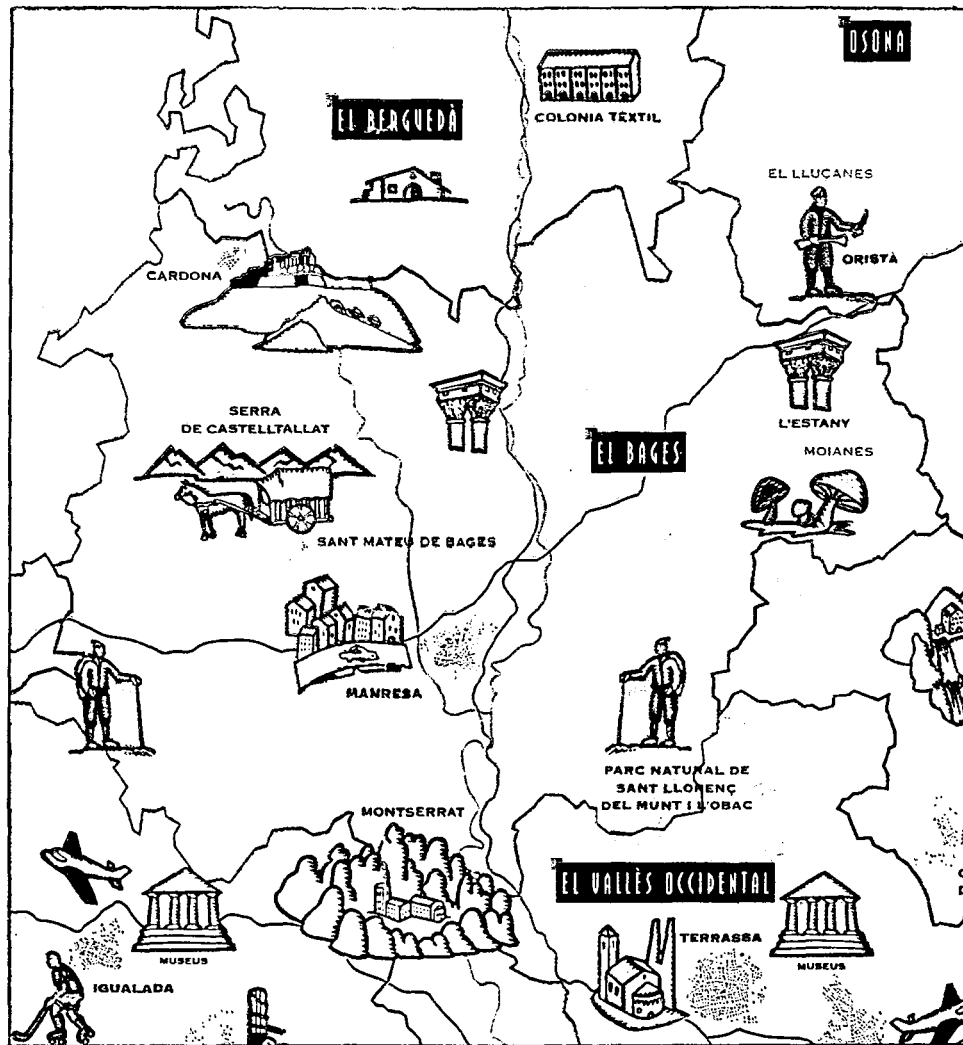 OSONA
EL BERGUEDÀ
COLONIA TÈXTIL
EL LLUÇANES
ORISTÀ
CARDONA
SERRA
DE CASTELLTALLAT
L'ESTANY
EL BAGES
MOIANES
SANT MATEU DE BAGES
MANRESA
PARC NATURAL DE
SANT LLORENÇ
DEL MUNT I L'OBAC
MONTSERRAT
EL VALLÈS OCCIDENTAL
TERRASSA
MUSEUS
MUSEUS
IGUALADA